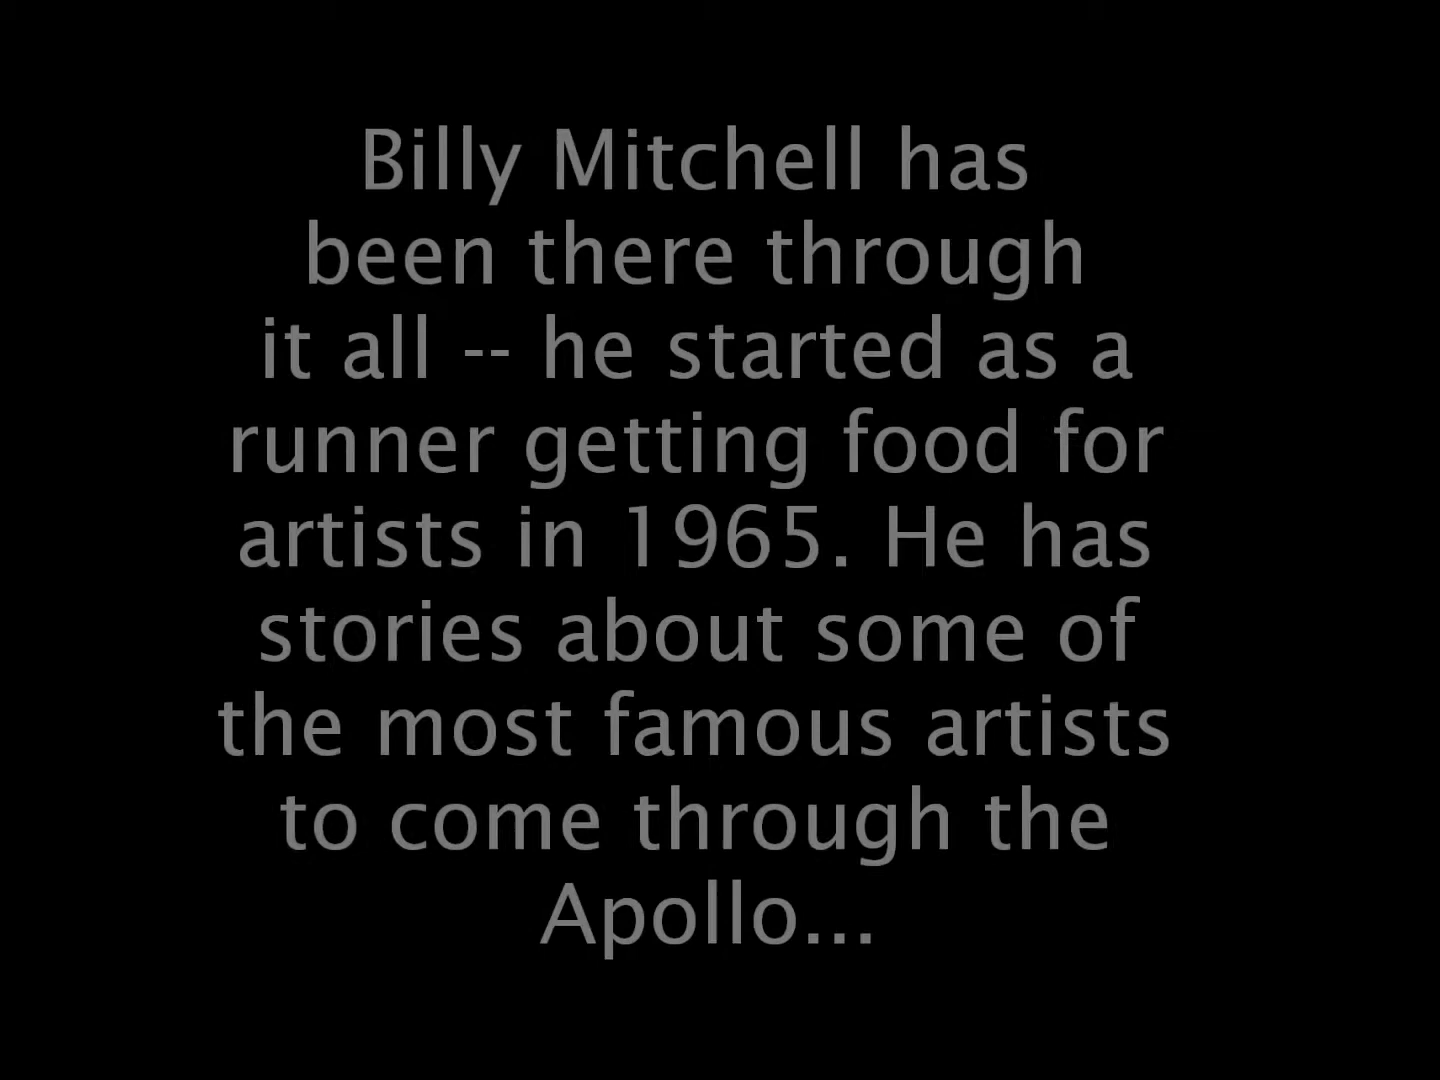 Billy Mitchell has
been there through
it all -- he started as a
runner getting food for
artists in 1965. He has
stories about some of
the most famous artists
to come through the
Apollo...